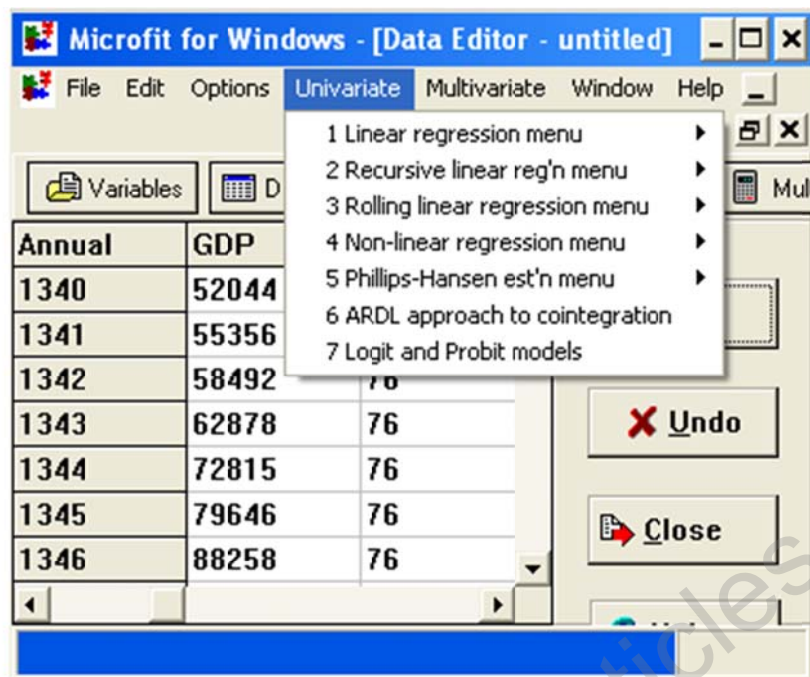 Microfit for Windows - [Data Editor - untitled]
File Edit Options Univariate Multivariate Window Help
1 Linear regression menu
2 Recursive linear reg'n menu
3 Rolling linear regression menu
4 Non-linear regression menu
5 Phillips-Hansen est'n menu
6 ARDL approach to cointegration
7 Logit and Probit models
Variables D Mul
Annual GDP
1340 52044
1341 55356
1342 58492 76
1343 62878 76
1344 72815 76
1345 79646 76
1346 88258 76
Undo
Close